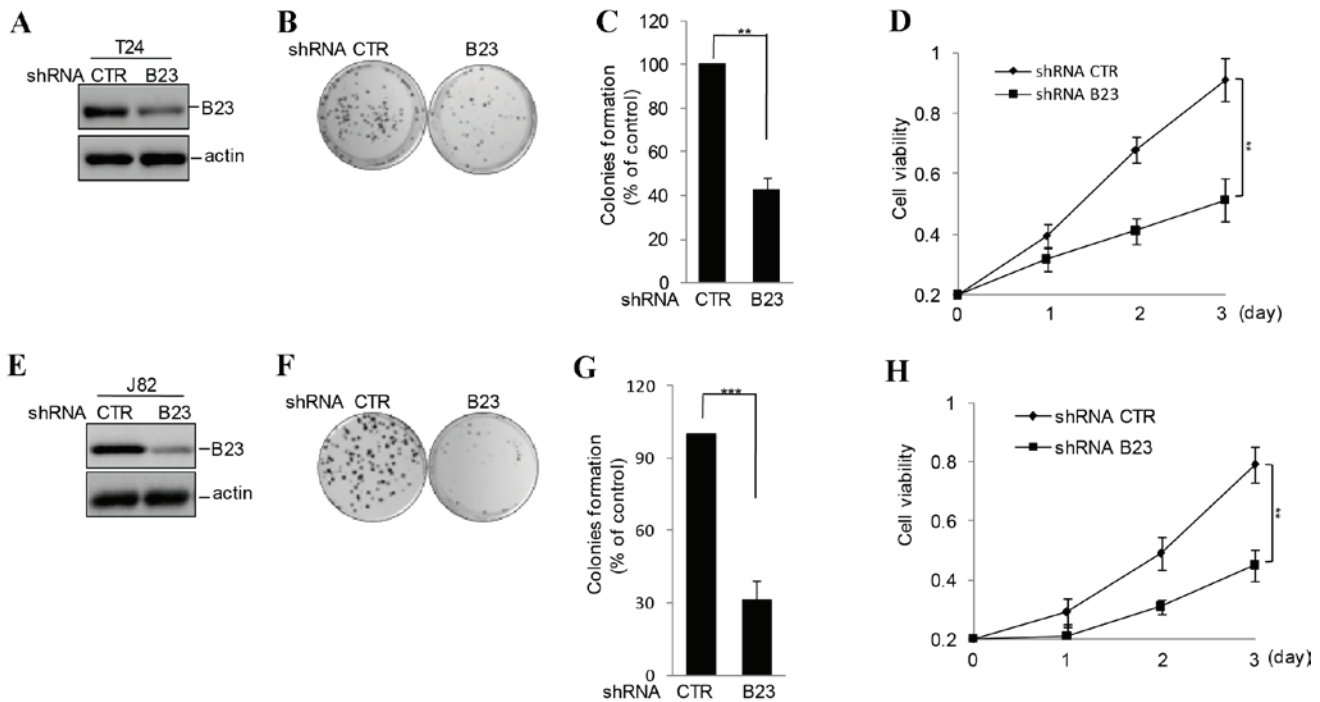 A
T24
shRNA CTR B23
B23
actin
B
shRNA CTR B23
C
120
100
80
60
40
20
0
Colonies formation
(% of control)
**
shRNA CTR B23
D
1
0.8
0.6
0.4
0.2
Cell viability
shRNA CTR
shRNA B23
**
0 1 2 3 (day)
E
J82
shRNA CTR B23
B23
actin
F
shRNA CTR B23
G
120
90
60
30
0
Colonies formation
(% of control)
***
shRNA CTR B23
H
1
0.8
0.6
0.4
0.2
Cell viability
shRNA CTR
shRNA B23
**
0 1 2 3 (day)